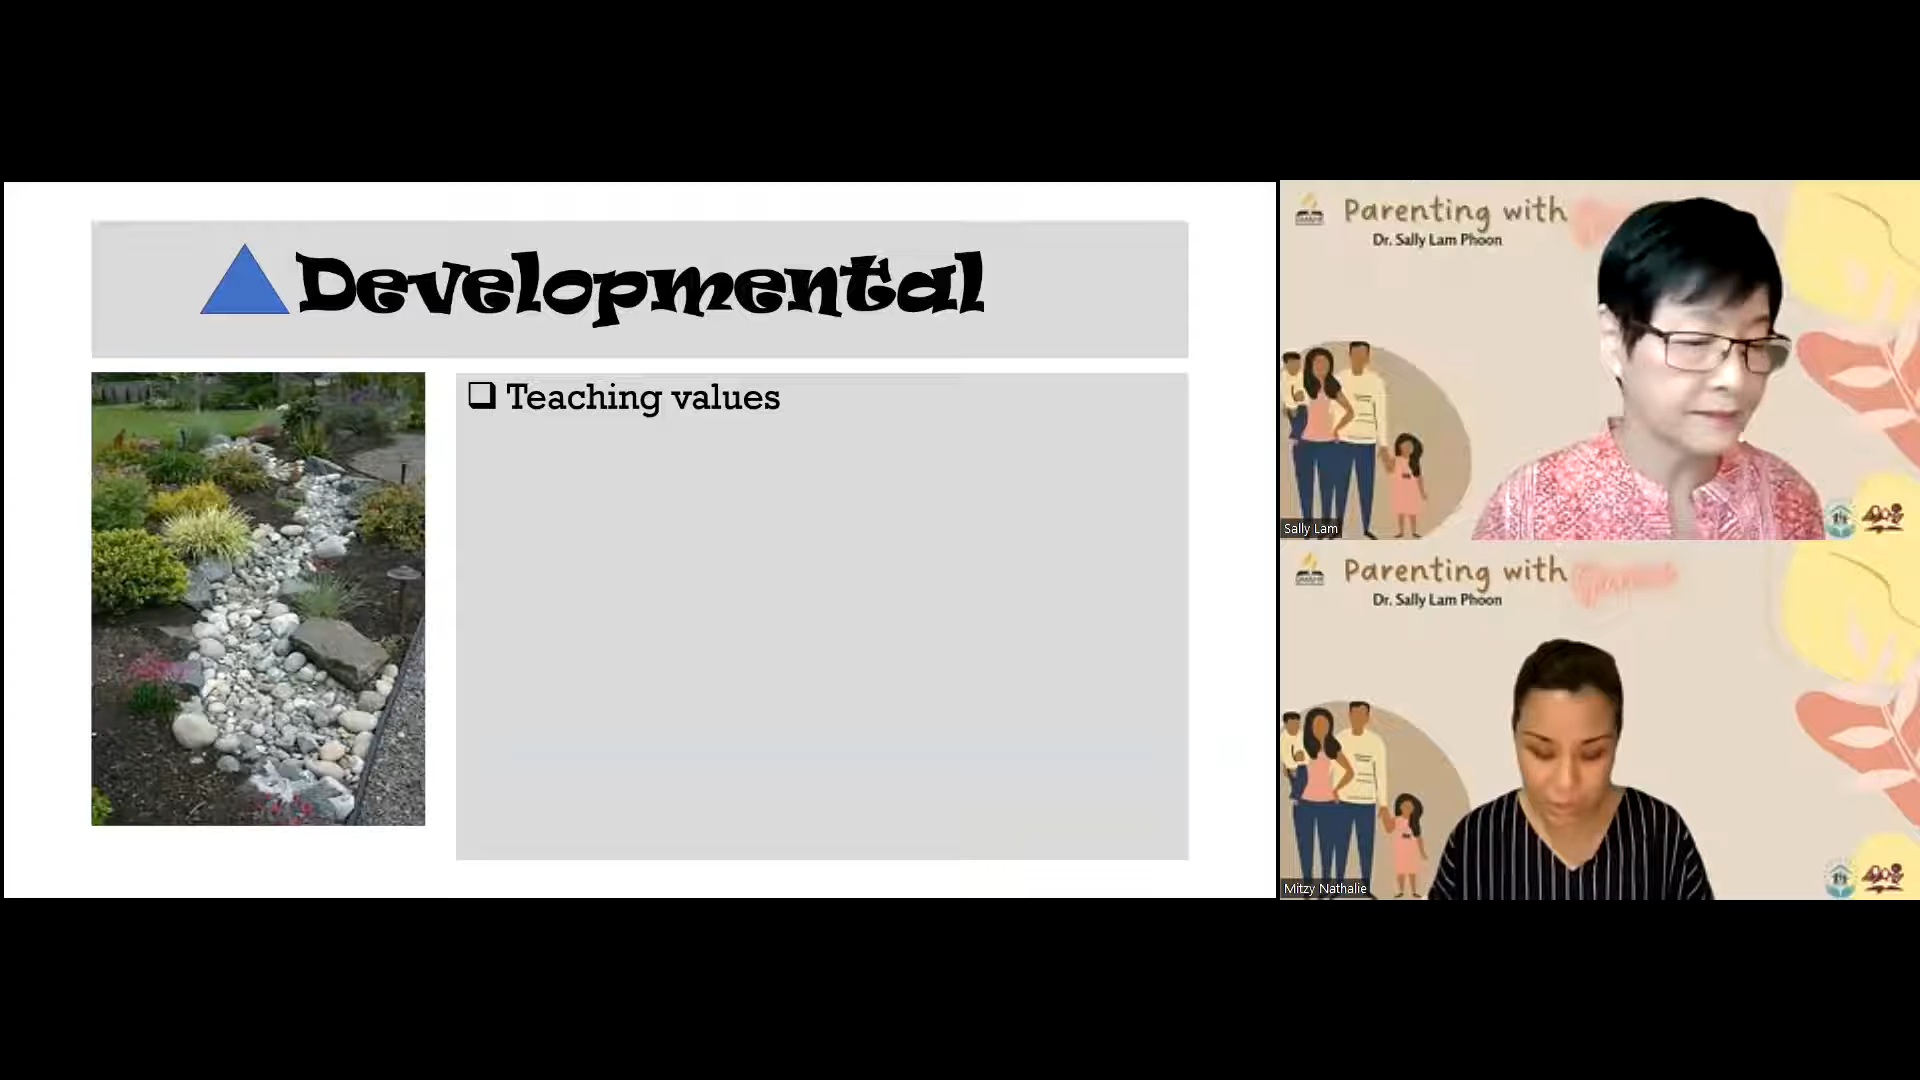 Developmental
❑ Teaching values
Parenting with
Dr. Sally Lam Phoon
Sally Lam
Parenting with
Dr. Sally Lam Phoon
Mitzy Nathalie